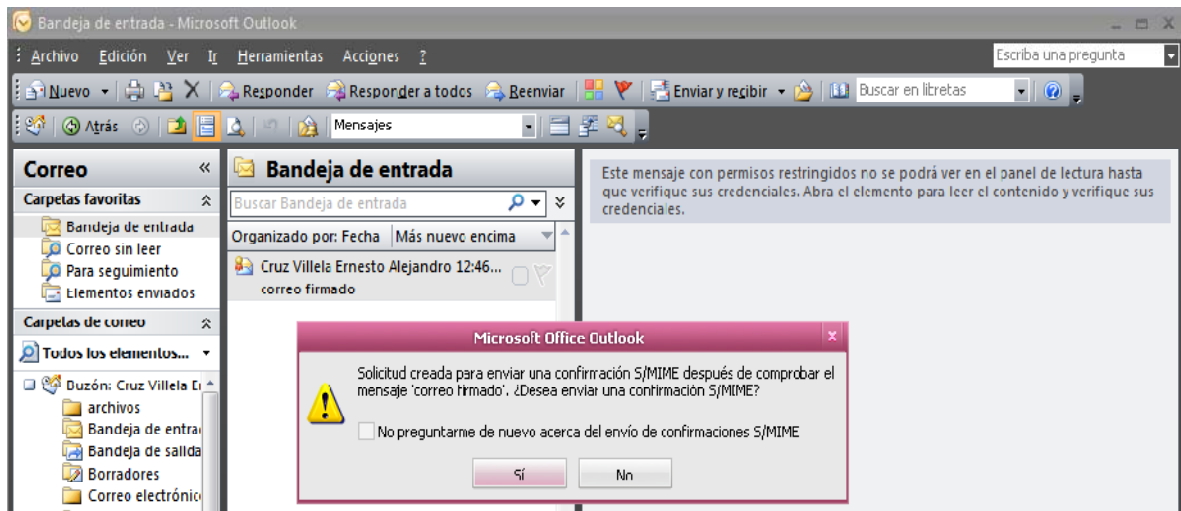 Bandeja de entrada - Microsoft Outlook
Archivo Edición Ver Ir Herramientas Acciones ?
Escriba una pregunta
Nuevo Responder Responder a todos Reenviar Enviar y recibir Buscar en libretas
Atrás Mensajes
Correo «
Carpetas favoritas
Bandeja de entrada
Correo sin leer
Para seguimiento
Elementos enviados
Carpetas de correo
Todos los elementos...
Buzón: Cruz Villela Er
archivos
Bandeja de entra
Bandeja de salida
Borradores
Correo electrónic
Bandeja de entrada
Buscar Bandeja de entrada
Organizado por: Fecha Más nuevo encima
Cruz Villela Ernesto Alejandro 12:46...
correo firmado
Este mensaje con permisos restringidos no se podrá ver en el panel de lectura hasta
que verifique sus credenciales. Abra el elemento para leer el contenido y verifique sus
credenciales.
Microsoft Office Outlook x
Solicitud creada para enviar una confirmación S/MIME después de comprobar el
mensaje 'correo firmado'. ¿Desea enviar una confirmación S/MIME?
No preguntarme de nuevo acerca del envío de confirmaciones S/MIME
Sí No